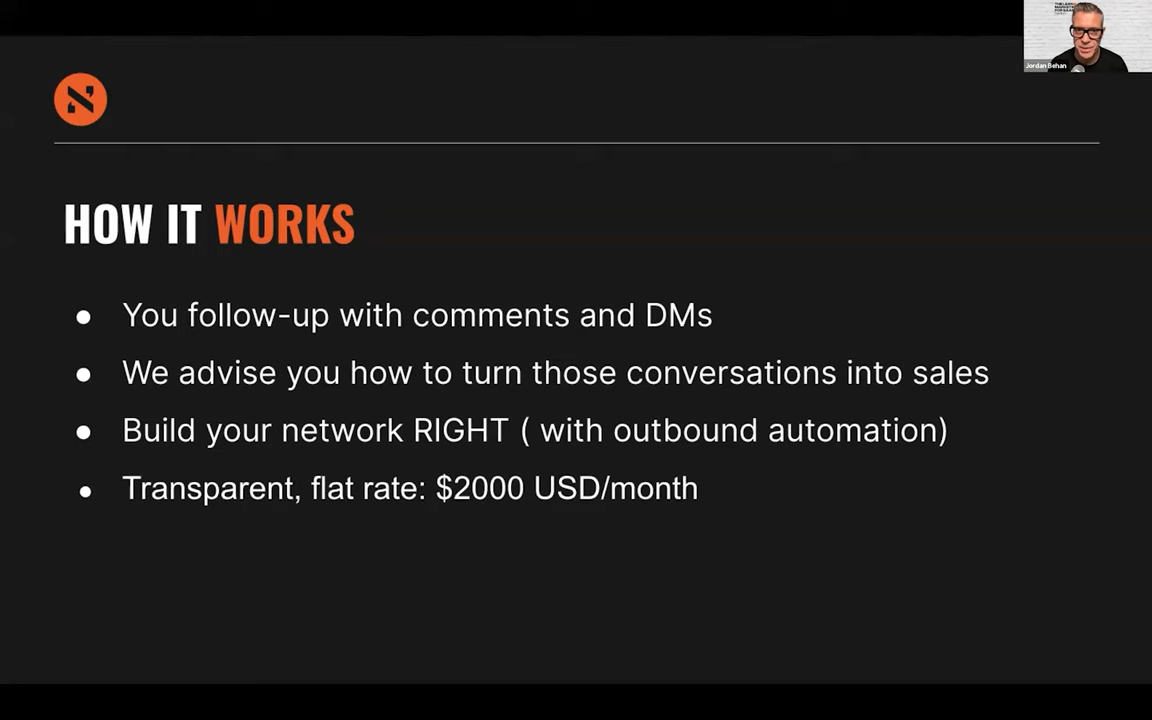 Jordan Behan
HOW IT WORKS
● You follow-up with comments and DMs
● We advise you how to turn those conversations into sales
● Build your network RIGHT ( with outbound automation)
● Transparent, flat rate: $2000 USD/month